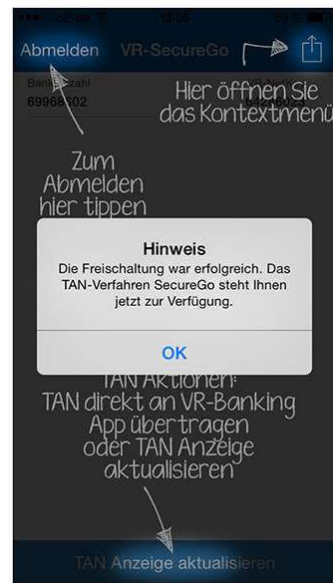 12:05
Abmelden VR-SecureGo
Hier öffnen Sie
das Kontextmenü
Zum
Abmelden
hier tippen
Hinweis
Die Freischaltung war erfolgreich. Das
TAN-Verfahren SecureGo steht Ihnen
jetzt zur Verfügung.
OK
TAN Aktionen:
TAN direkt an VR-Banking
App übertragen
oder TAN Anzeige
aktualisieren
TAN Anzeige aktualisieren